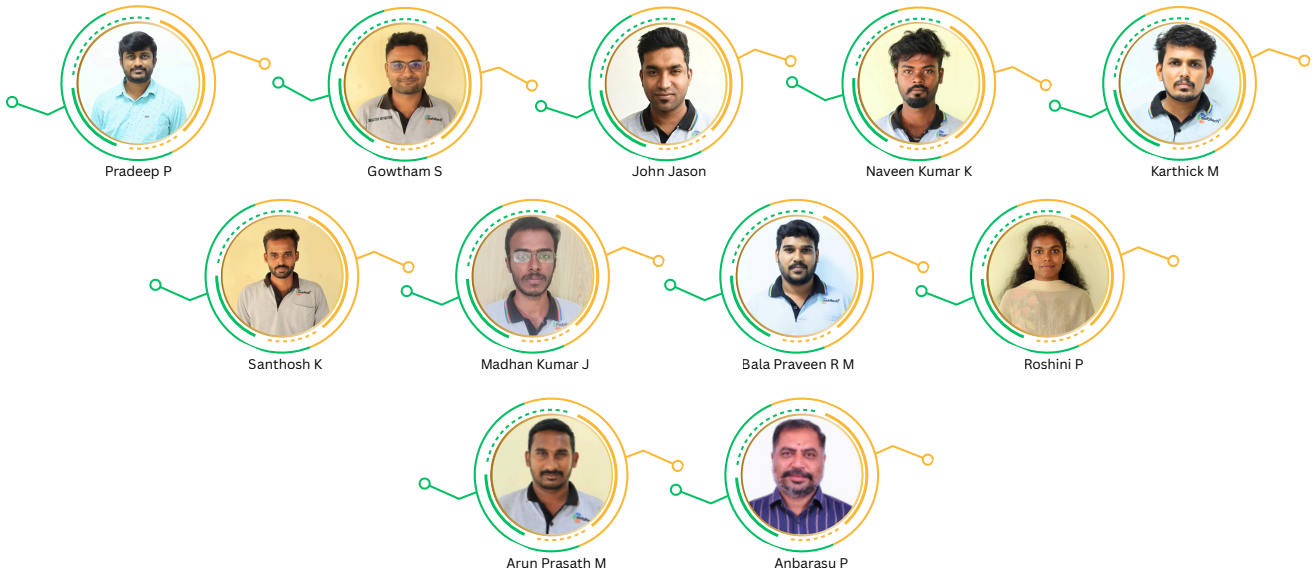 Pradeep P
Gowtham S
John Jason
Naveen Kumar K
Karthick M
Santhosh K
Madhan Kumar J
Bala Praveen R M
Roshini P
Arun Prasath M
Anbarasu P